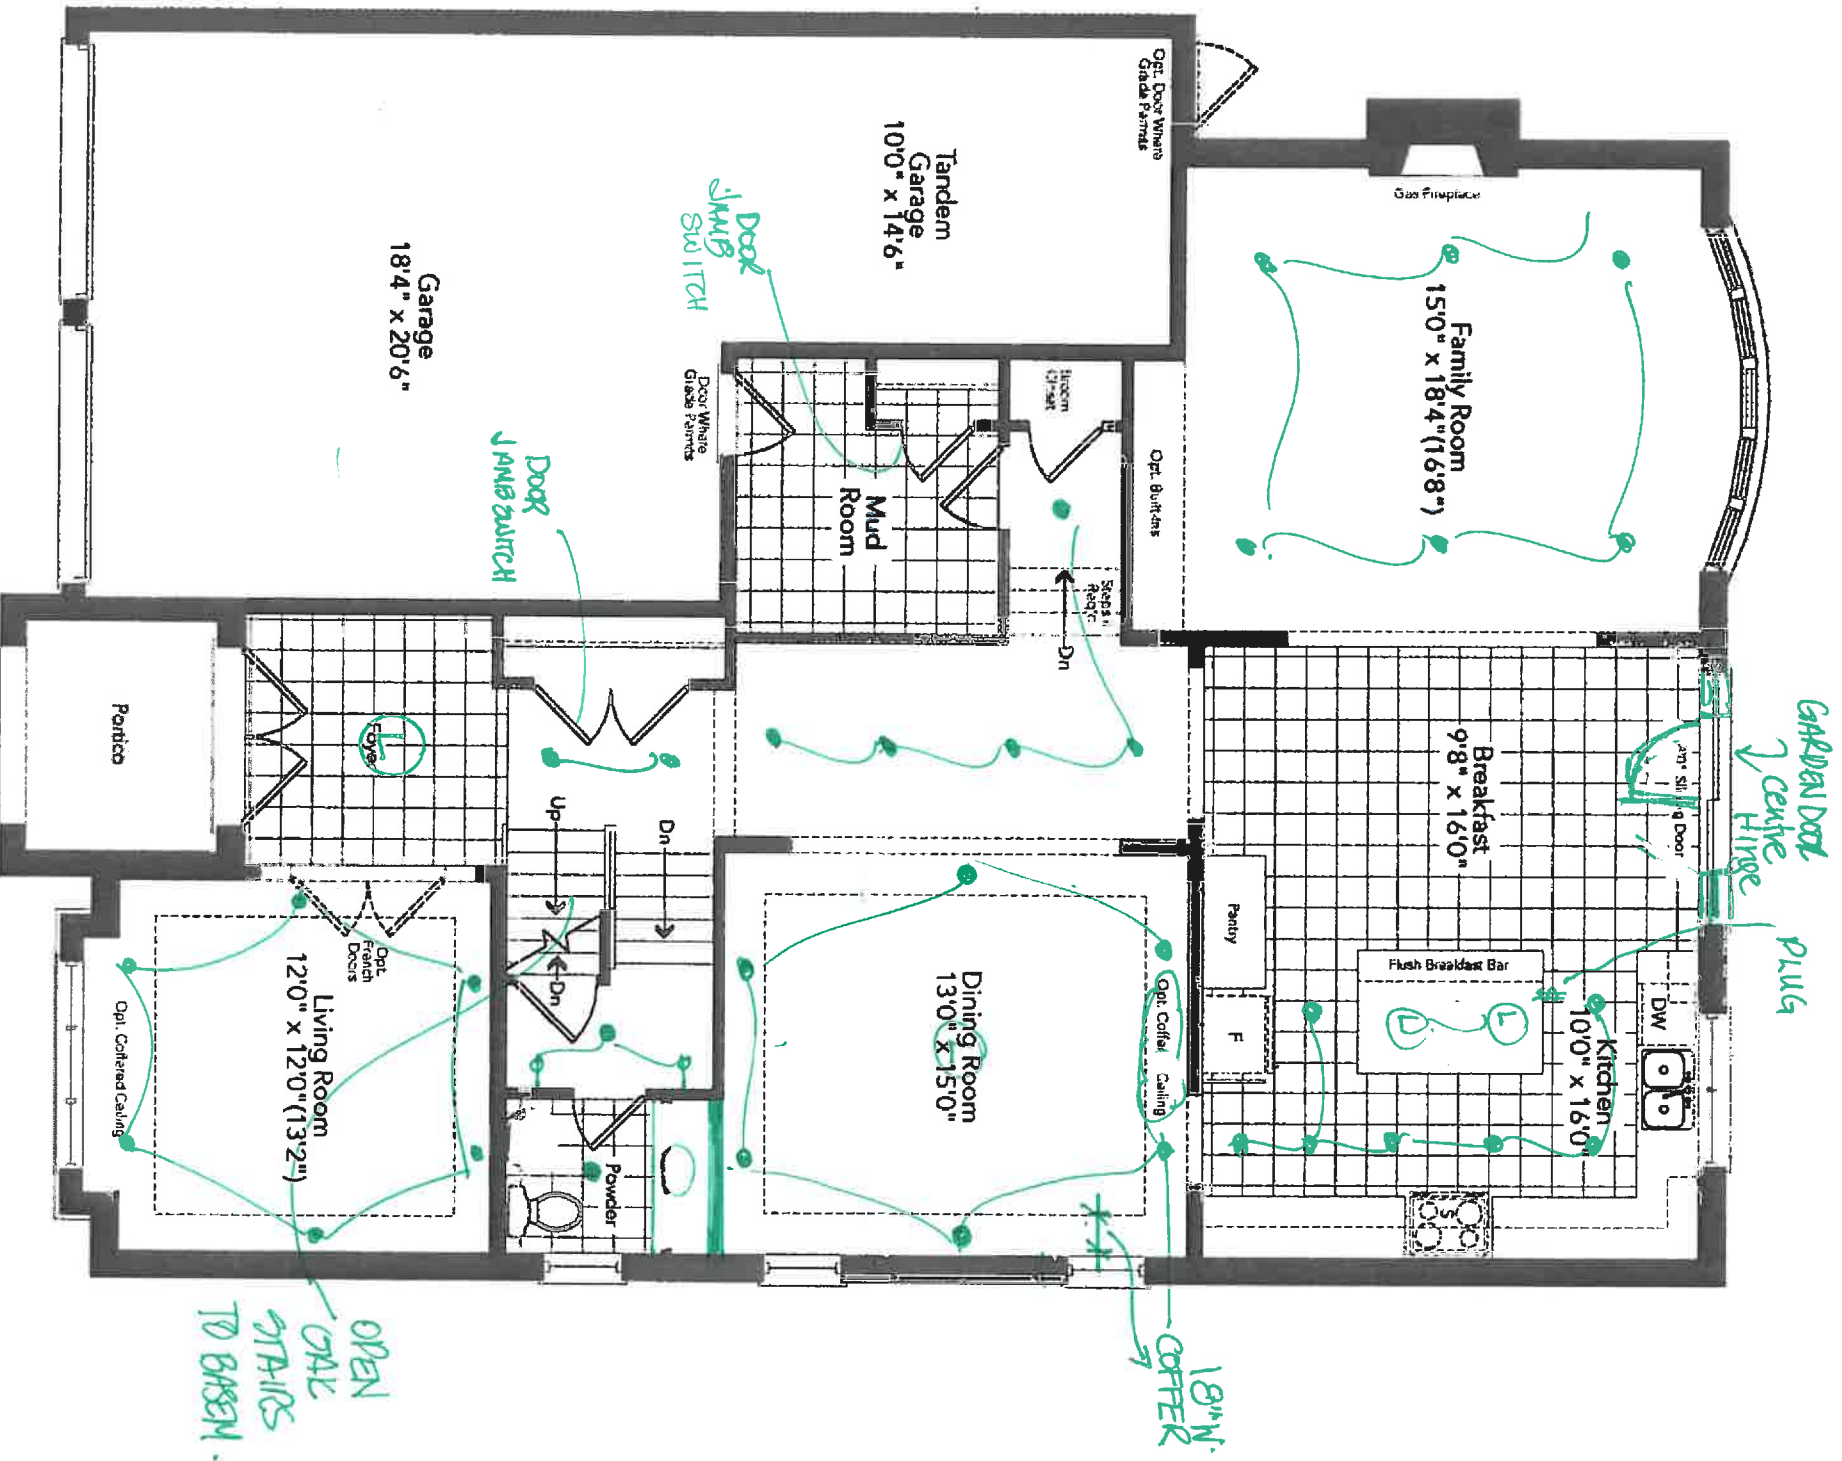 Opt. Door Where
Grade Permits
Tandem
Garage
10'0" x 14'6"
Garage
18'4" x 20'6"
DOOR
JAMB
SWITCH
Door Where
Grade Permits
DOOR
JAMB SWITCH
Mud
Room
Broom
Closet
Opt. Built-ins
Steps
Req'd
Dn
Gas Fireplace
Family Room
15'0" x 18'4"(16'8")
Portico
Foyer
L
Up
Dn
Dn
Breakfast
9'8" x 16'0"
Sliding Door
GARDEN DOOR
CENTRE
HINGE
PLUG
Pantry
F
Flush Breakfast Bar
L
L
DW
Kitchen
10'0" x 16'0"
S
Dining Room
13'0" x 15'0"
Opt. Coffer Ceiling
Opt.
French
Doors
Living Room
12'0" x 12'0"(13'2")
Opt. Coffered Ceiling
Powder
18" W.
COFFER
OPEN
OAK
STAIRS
TO BASEM.